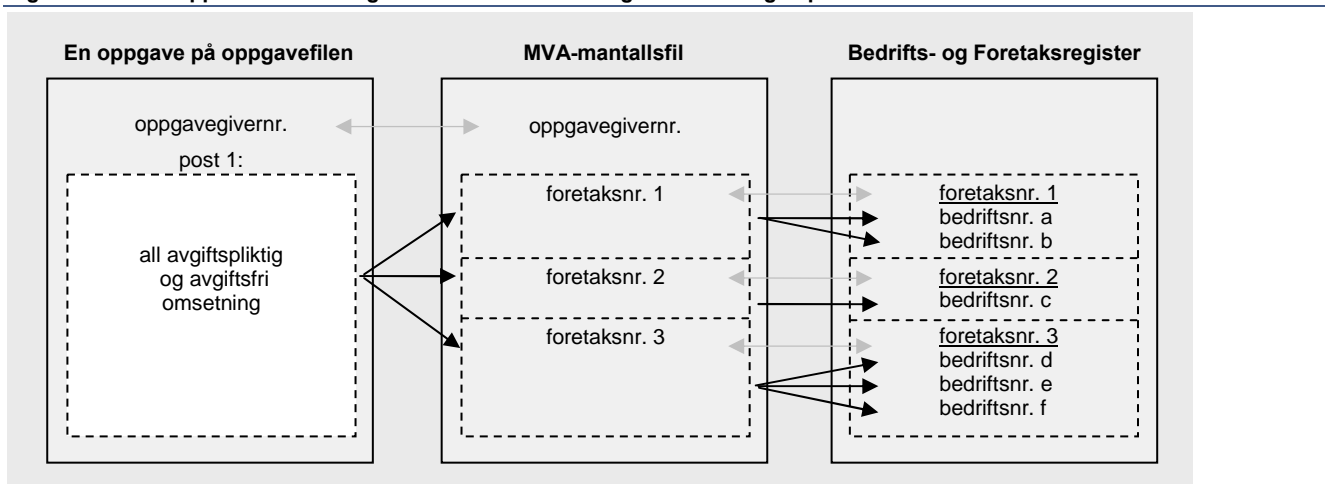 En oppgave på oppgavefilen
MVA-mantallsfil
Bedrifts- og Foretaksregister
oppgavegivernr.
post 1:
all avgiftspliktig
og avgiftsfri
omsetning
oppgavegivernr.
foretaksnr. 1
foretaksnr. 2
foretaksnr. 3
foretaksnr. 1
bedriftsnr. a
bedriftsnr. b
foretaksnr. 2
bedriftsnr. c
foretaksnr. 3
bedriftsnr. d
bedriftsnr. e
bedriftsnr. f